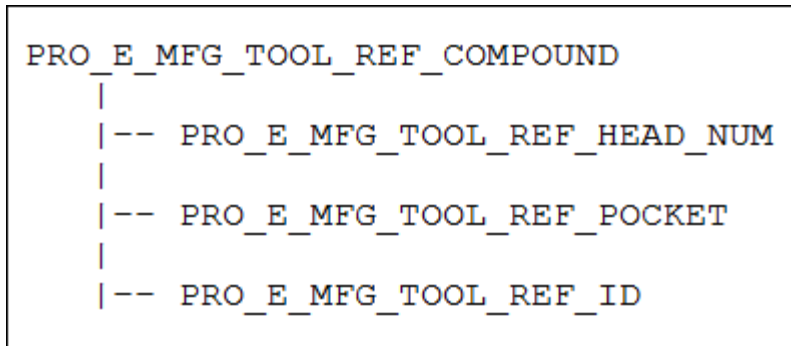 PRO_E_MFG_TOOL_REF_COMPOUND
|
|-- PRO_E_MFG_TOOL_REF_HEAD_NUM
|
|-- PRO_E_MFG_TOOL_REF_POCKET
|
|-- PRO_E_MFG_TOOL_REF_ID